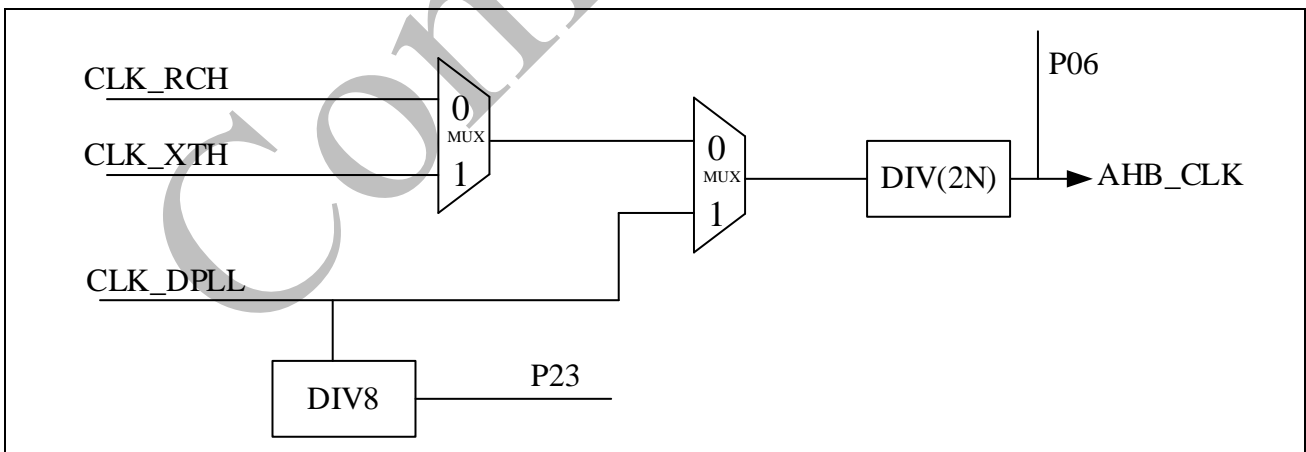 CLK_RCH
CLK_XTH
CLK_DPLL
0
MUX
1
0
MUX
1
DIV(2N)
P06
AHB_CLK
DIV8
P23